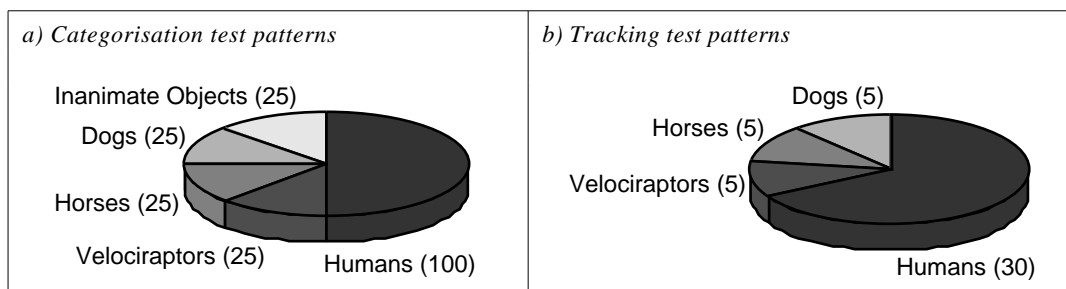 a) Categorisation test patterns
Inanimate Objects (25)
Dogs (25)
Horses (25)
Velociraptors (25)
Humans (100)
b) Tracking test patterns
Dogs (5)
Horses (5)
Velociraptors (5)
Humans (30)